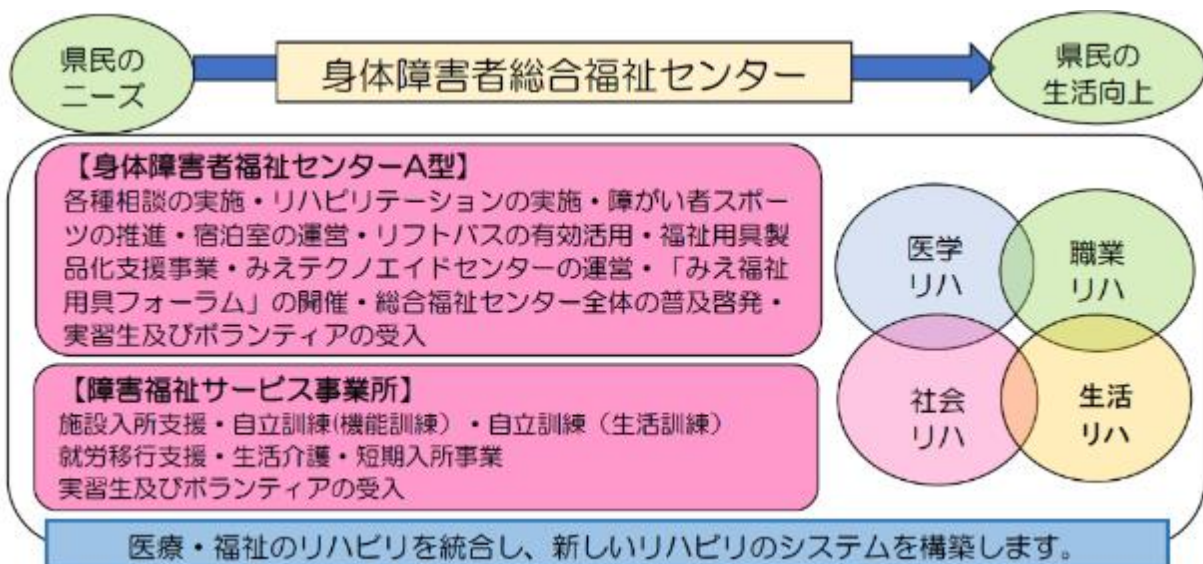 県民の
ニーズ
身体障害者総合福祉センター
県民の
生活向上
【身体障害者福祉センターA型】
各種相談の実施・リハビリテーションの実施・障がい者スポー
ツの推進・宿泊室の運営・リフトバスの有効活用・福祉用具製
品化支援事業・みえテクノエイドセンターの運営・「みえ福祉
用具フォーラム」の開催・総合福祉センター全体の普及啓発・
実習生及びボランティアの受入
【障害福祉サービス事業所】
施設入所支援・自立訓練(機能訓練）・自立訓練（生活訓練）
就労移行支援・生活介護・短期入所事業
実習生及びボランティアの受入
医学
リハ
職業
リハ
社会
リハ
生活
リハ
医療・福祉のリハビリを統合し、新しいリハビリのシステムを構築します。